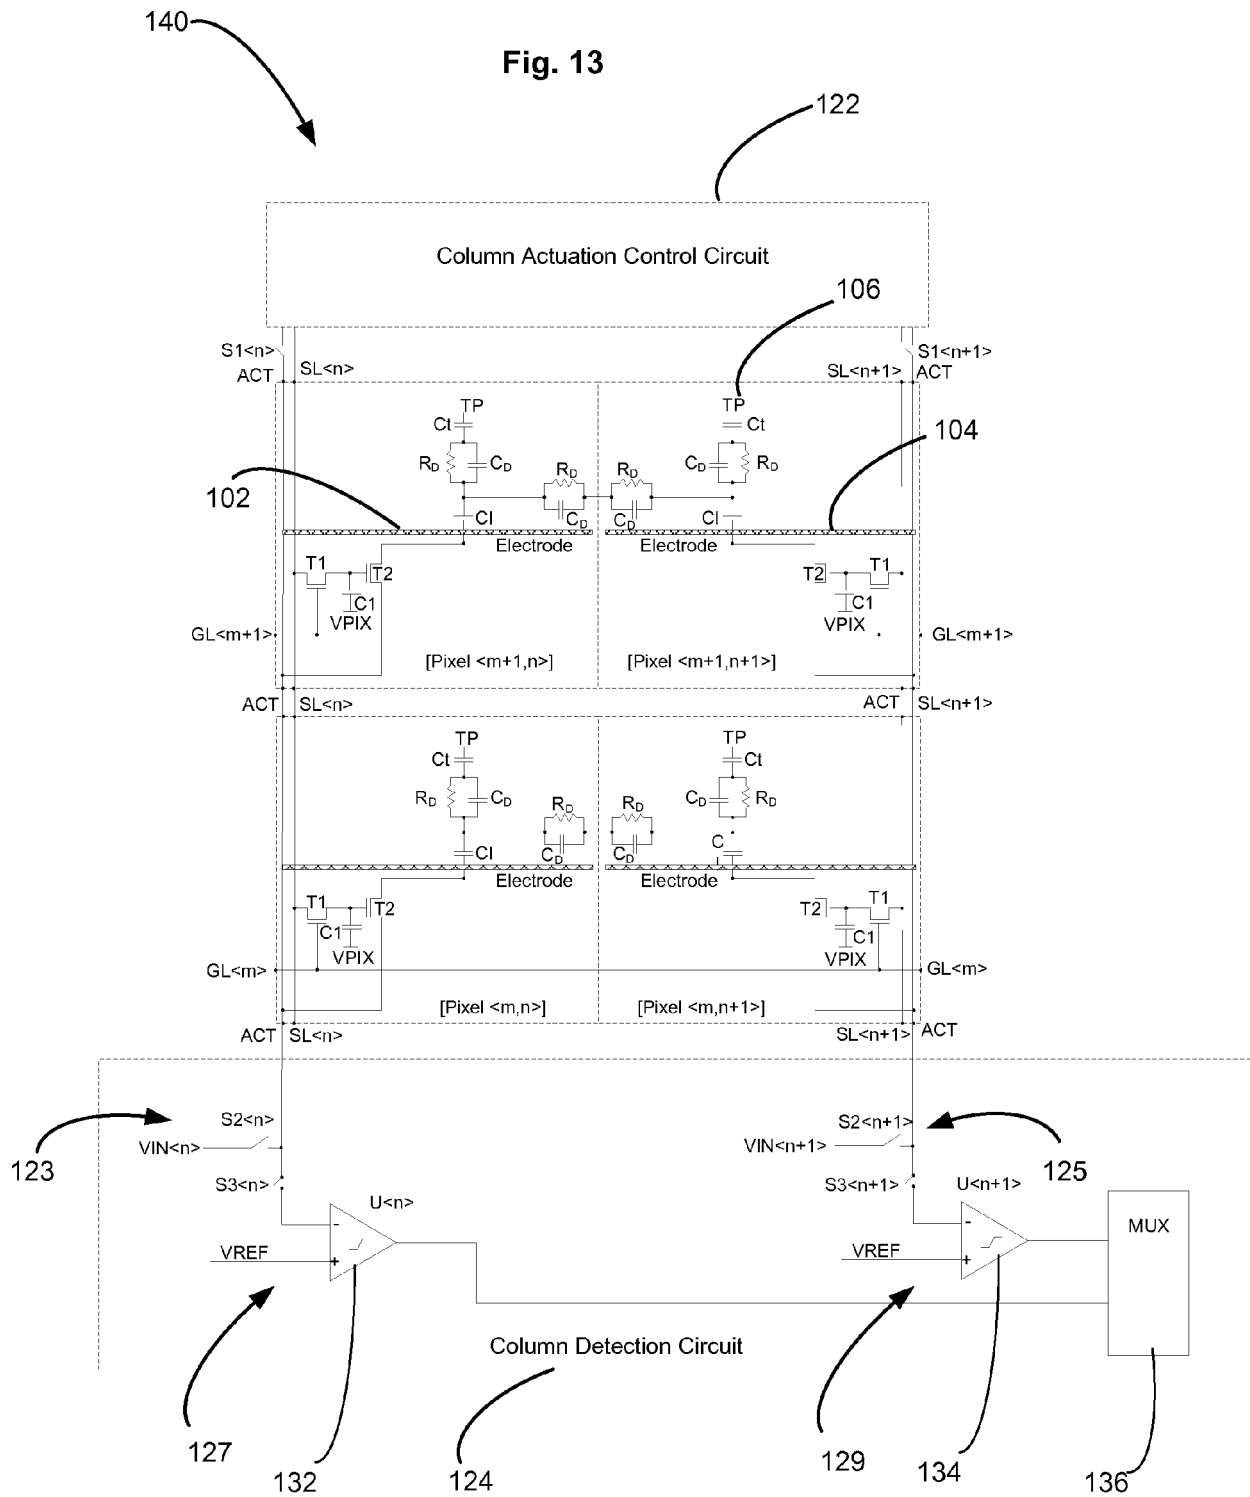 140
Fig. 13
122
Column Actuation Control Circuit
106
S1<n>
S1<n+1>
ACT
SL<n>
SL<n+1>
ACT
TP
TP
Ct
Ct
104
RD
CD
RD
RD
CD
RD
102
CI
CD
CD
CI
Electrode
Electrode
T1
T2
T2
T1
C1
C1
VPIX
VPIX
GL<m+1>
GL<m+1>
[Pixel <m+1,n>]
[Pixel <m+1,n+1>]
ACT
SL<n>
ACT
SL<n+1>
TP
TP
Ct
Ct
RD
CD
RD
RD
CD
RD
CI
CD
CD
C
I
Electrode
Electrode
T1
T2
T2
T1
C1
C1
VPIX
VPIX
GL<m>
GL<m>
[Pixel <m,n>]
[Pixel <m,n+1>]
ACT
SL<n>
SL<n+1>
ACT
S2<n>
S2<n+1>
VIN<n>
VIN<n+1>
123
125
S3<n>
S3<n+1>
U<n>
U<n+1>
-
-
MUX
VREF
+
VREF
+
Column Detection Circuit
127
132
124
129
134
136